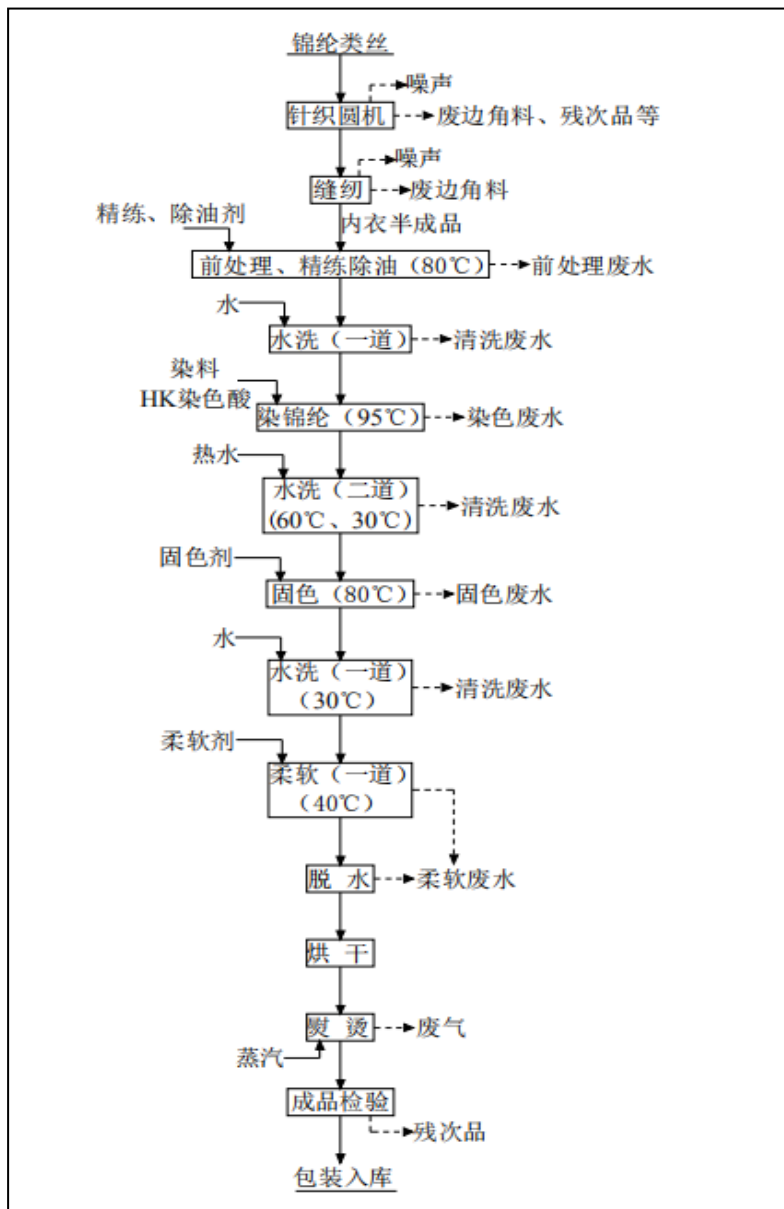 锦纶类丝
噪声
针织圆机
废边角料、残次品等
噪声
缝纫
废边角料
精练、除油剂
内衣半成品
前处理、精练除油（80℃）
前处理废水
水
水洗（一道）
清洗废水
染料
HK染色酸
染锦纶（95℃）
染色废水
热水
水洗（二道）
(60℃、30℃)
清洗废水
固色剂
固色（80℃）
固色废水
水
水洗（一道）
（30℃）
清洗废水
柔软剂
柔软（一道）
（40℃）
脱 水
柔软废水
烘 干
熨 烫
废气
蒸汽
成品检验
残次品
包装入库